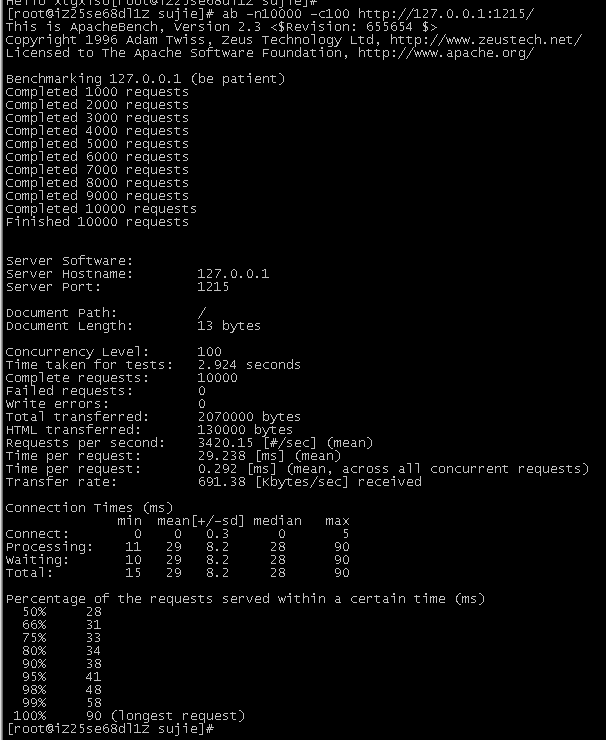 Hello xtgxiso[root@iZ25se68dl1Z sujie]#
[root@iZ25se68dl1Z sujie]# ab -n10000 -c100 http://127.0.0.1:1215/
This is ApacheBench, Version 2.3 <$Revision: 655654 $>
Copyright 1996 Adam Twiss, Zeus Technology Ltd, http://www.zeustech.net/
Licensed to The Apache Software Foundation, http://www.apache.org/
Benchmarking 127.0.0.1 (be patient)
Completed 1000 requests
Completed 2000 requests
Completed 3000 requests
Completed 4000 requests
Completed 5000 requests
Completed 6000 requests
Completed 7000 requests
Completed 8000 requests
Completed 9000 requests
Completed 10000 requests
Finished 10000 requests
Server Software:
Server Hostname: 127.0.0.1
Server Port: 1215
Document Path: /
Document Length: 13 bytes
Concurrency Level: 100
Time taken for tests: 2.924 seconds
Complete requests: 10000
Failed requests: 0
Write errors: 0
Total transferred: 2070000 bytes
HTML transferred: 130000 bytes
Requests per second: 3420.15 [#/sec] (mean)
Time per request: 29.238 [ms] (mean)
Time per request: 0.292 [ms] (mean, across all concurrent requests)
Transfer rate: 691.38 [Kbytes/sec] received
Connection Times (ms)
min mean[+/-sd] median max
Connect: 0 0 0.3 0 5
Processing: 11 29 8.2 28 90
Waiting: 10 29 8.2 28 90
Total: 15 29 8.2 28 90
Percentage of the requests served within a certain time (ms)
50% 28
66% 31
75% 33
80% 34
90% 38
95% 41
98% 48
99% 58
100% 90 (longest request)
[root@iZ25se68dl1Z sujie]#